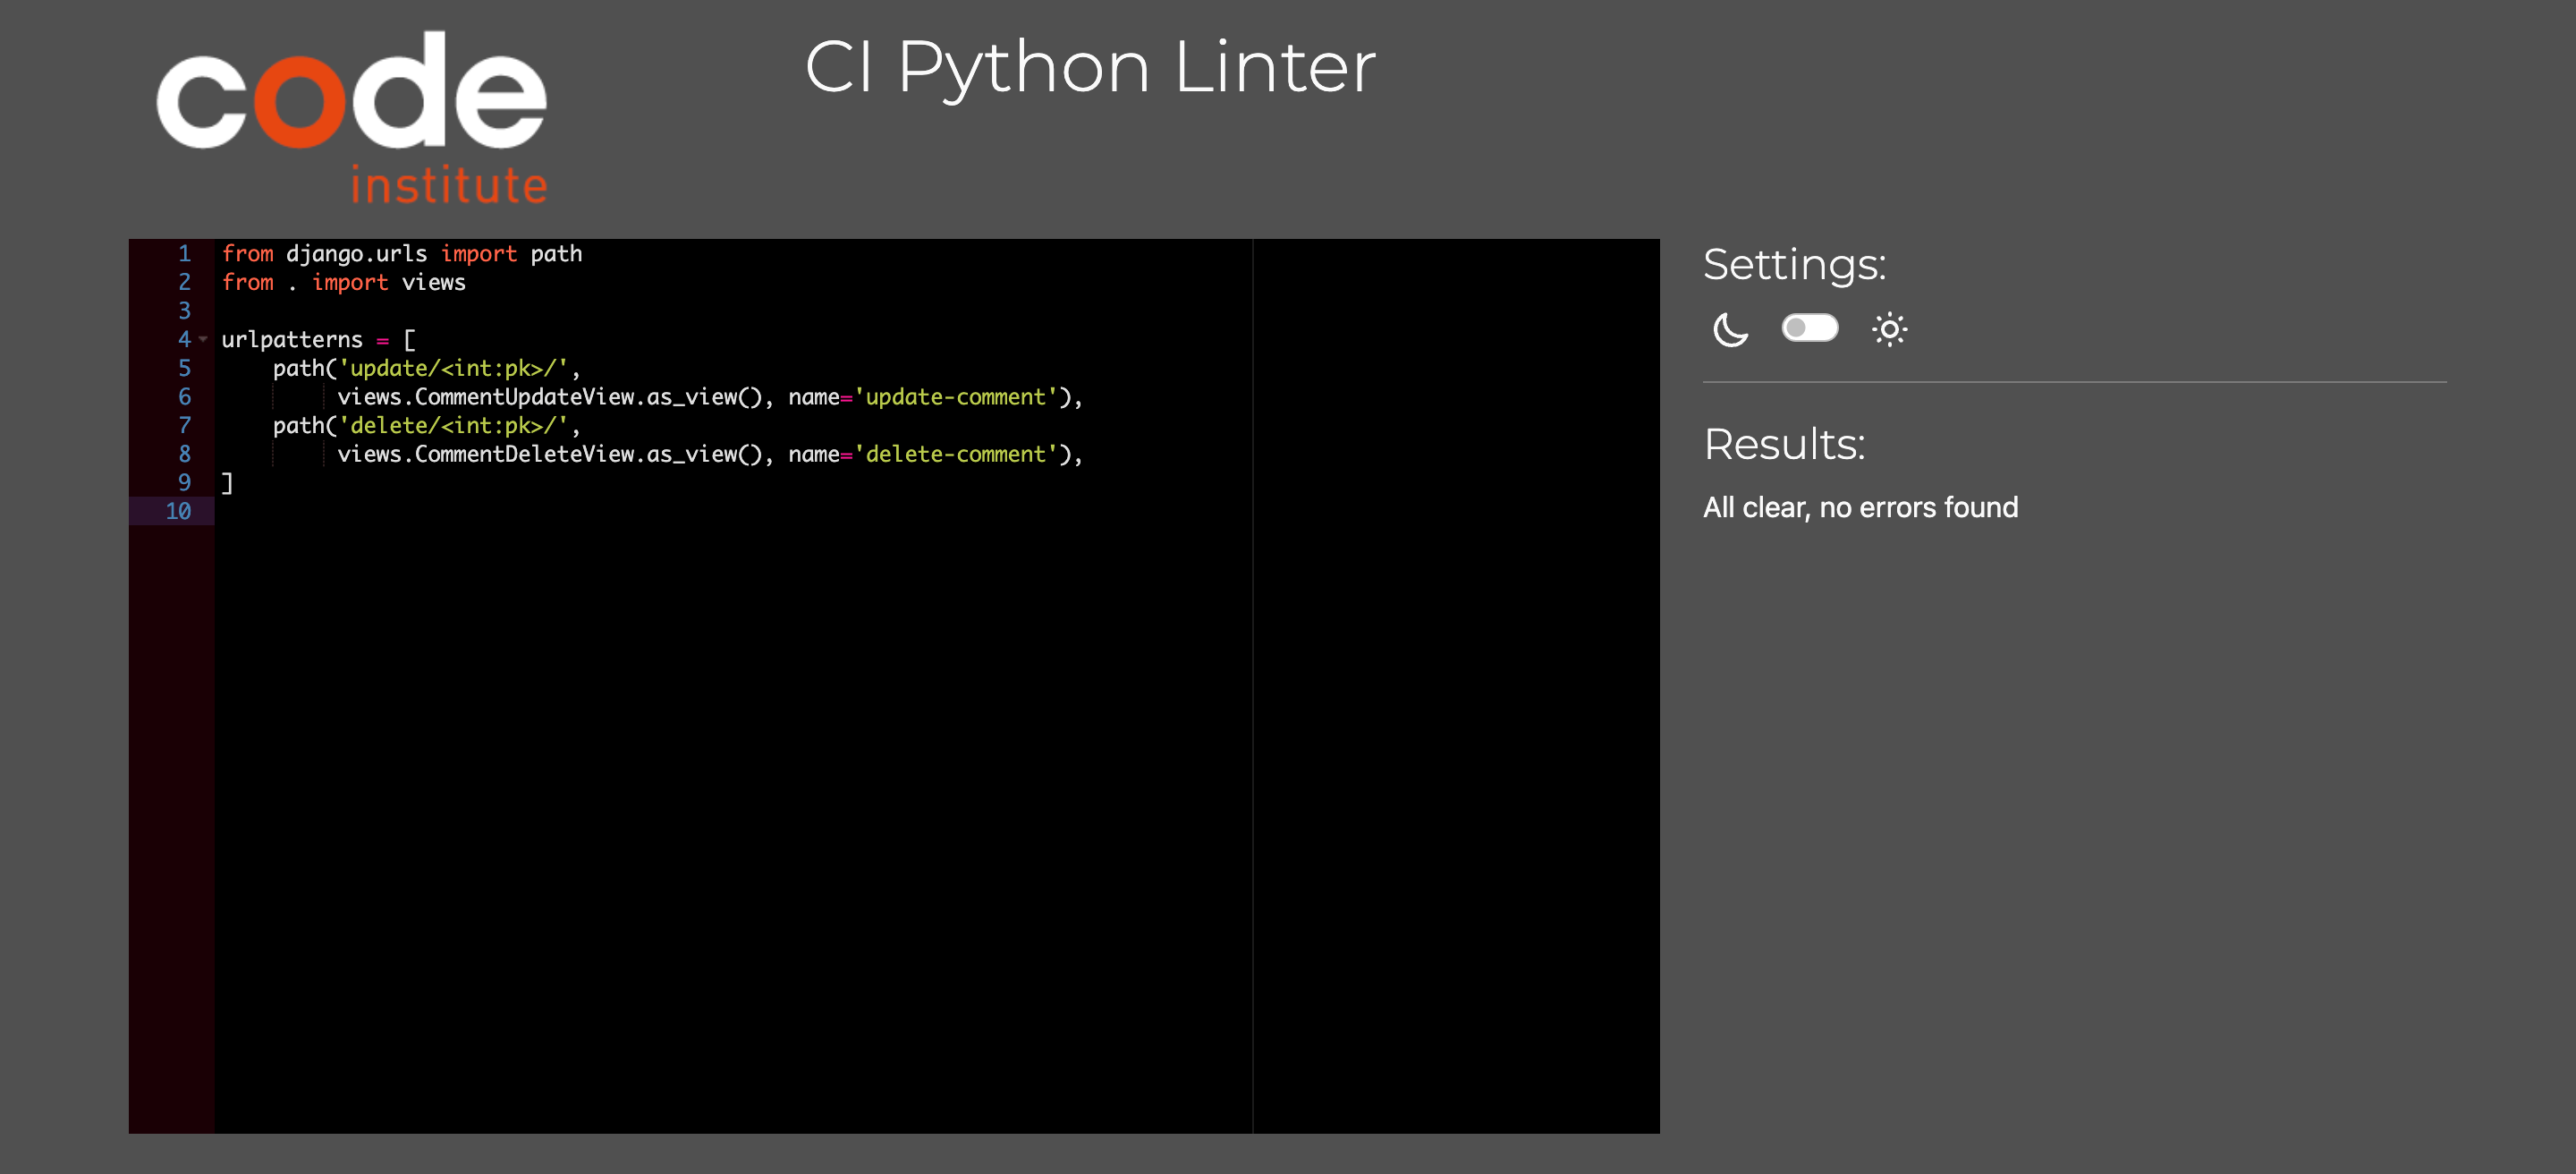 code
institute
CI Python Linter
1 from django.urls import path
2 from . import views
3
4 urlpatterns = [
5     path('update/<int:pk>/',
6          views.CommentUpdateView.as_view(), name='update-comment'),
7     path('delete/<int:pk>/',
8          views.CommentDeleteView.as_view(), name='delete-comment'),
9 ]
10
Settings:
Results:
All clear, no errors found